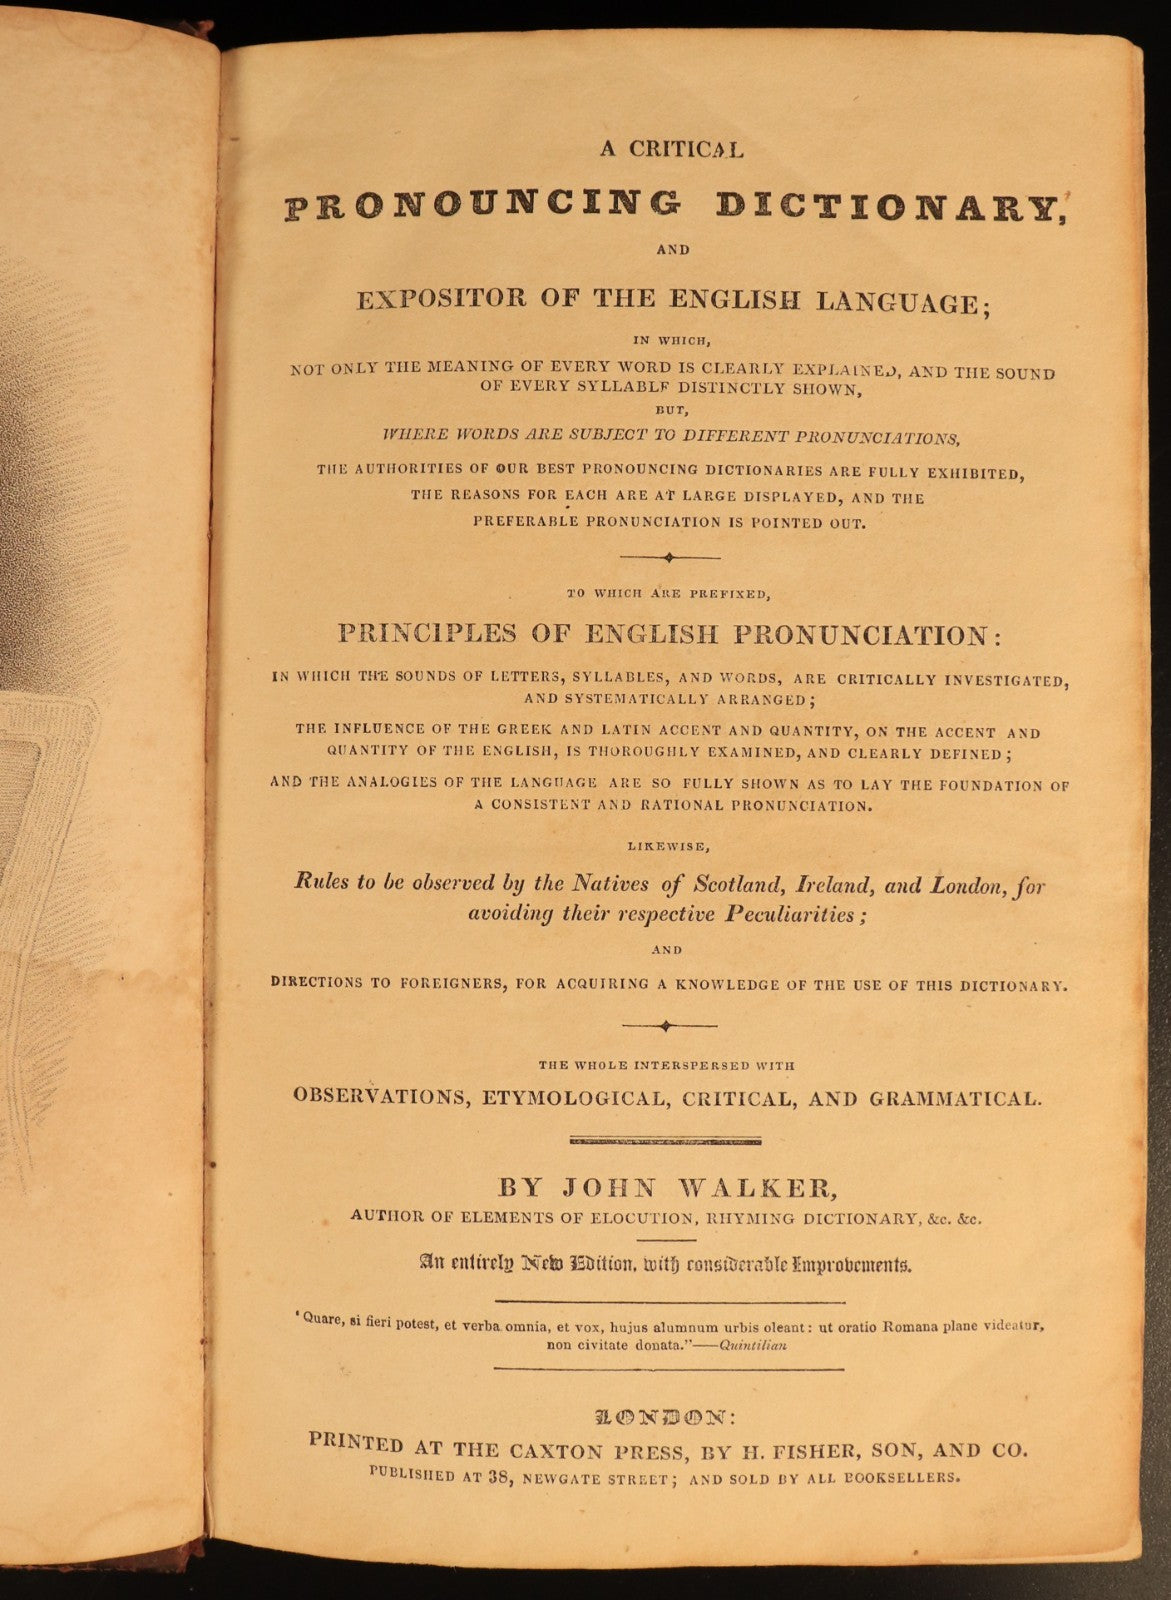 A CRITICAL
PRONOUNCING DICTIONARY,
AND
EXPOSITOR OF THE ENGLISH LANGUAGE;
IN WHICH,
NOT ONLY THE MEANING OF EVERY WORD IS CLEARLY EXPLAINED, AND THE SOUND
OF EVERY SYLLABLE DISTINCTLY SHOWN,
BUT,
WHERE WORDS ARE SUBJECT TO DIFFERENT PRONUNCIATIONS,
THE AUTHORITIES OF OUR BEST PRONOUNCING DICTIONARIES ARE FULLY EXHIBITED,
THE REASONS FOR EACH ARE AT LARGE DISPLAYED, AND THE
PREFERABLE PRONUNCIATION IS POINTED OUT.
TO WHICH ARE PREFIXED,
PRINCIPLES OF ENGLISH PRONUNCIATION:
IN WHICH THE SOUNDS OF LETTERS, SYLLABLES, AND WORDS, ARE CRITICALLY INVESTIGATED,
AND SYSTEMATICALLY ARRANGED;
THE INFLUENCE OF THE GREEK AND LATIN ACCENT AND QUANTITY, ON THE ACCENT AND
QUANTITY OF THE ENGLISH, IS THOROUGHLY EXAMINED, AND CLEARLY DEFINED;
AND THE ANALOGIES OF THE LANGUAGE ARE SO FULLY SHOWN AS TO LAY THE FOUNDATION OF
A CONSISTENT AND RATIONAL PRONUNCIATION.
LIKEWISE,
Rules to be observed by the Natives of Scotland, Ireland, and London, for
avoiding their respective Peculiarities;
AND
DIRECTIONS TO FOREIGNERS, FOR ACQUIRING A KNOWLEDGE OF THE USE OF THIS DICTIONARY.
THE WHOLE INTERSPERSED WITH
OBSERVATIONS, ETYMOLOGICAL, CRITICAL, AND GRAMMATICAL.
BY JOHN WALKER,
AUTHOR OF ELEMENTS OF ELOCUTION, RHYMING DICTIONARY, &c. &c.
An entirely New Edition, with considerable Improvements.
‘Quare, si fieri potest, et verba omnia, et vox, hujus alumnum urbis oleant: ut oratio Romana plane videatur,
non civitate donata.”——Quintilian
LONDON:
PRINTED AT THE CAXTON PRESS, BY H. FISHER, SON, AND CO.
PUBLISHED AT 38, NEWGATE STREET; AND SOLD BY ALL BOOKSELLERS.